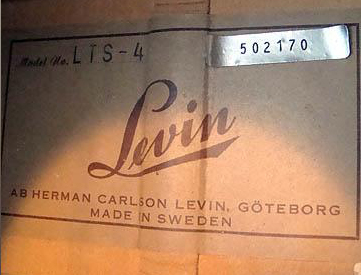 Model No. LTS-4
502170
Levin
AB HERMAN CARLSON LEVIN, GÖTEBORG
MADE IN SWEDEN